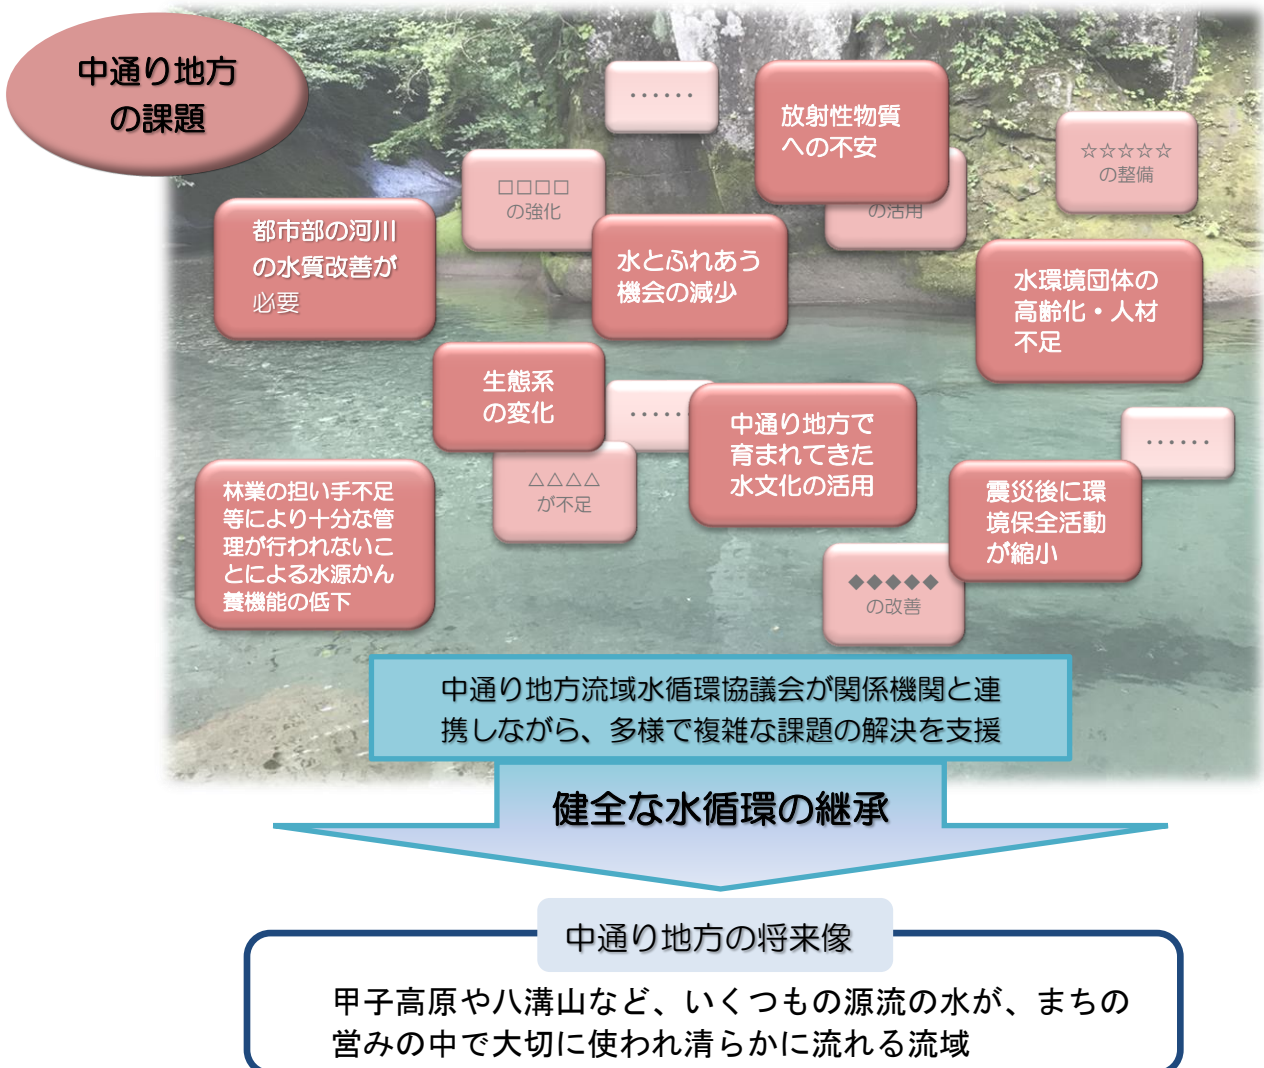 中通り地方
の課題
・・・・・・
放射性物質
への不安
☆☆☆☆☆
の整備
□□□□
の強化
の活用
都市部の河川
の水質改善が
必要
水とふれあう
機会の減少
水環境団体の
高齢化・人材
不足
生態系
の変化
・・・・・・
中通り地方で
育まれてきた
水文化の活用
・・・・・・
△△△△
が不足
林業の担い手不足
等により十分な管
理が行われないこ
とによる水源かん
養機能の低下
震災後に環
境保全活動
が縮小
◆◆◆◆◆
の改善
中通り地方流域水循環協議会が関係機関と連
携しながら、多様で複雑な課題の解決を支援
健全な水循環の継承
中通り地方の将来像
甲子高原や八溝山など、いくつもの源流の水が、まちの
営みの中で大切に使われ清らかに流れる流域